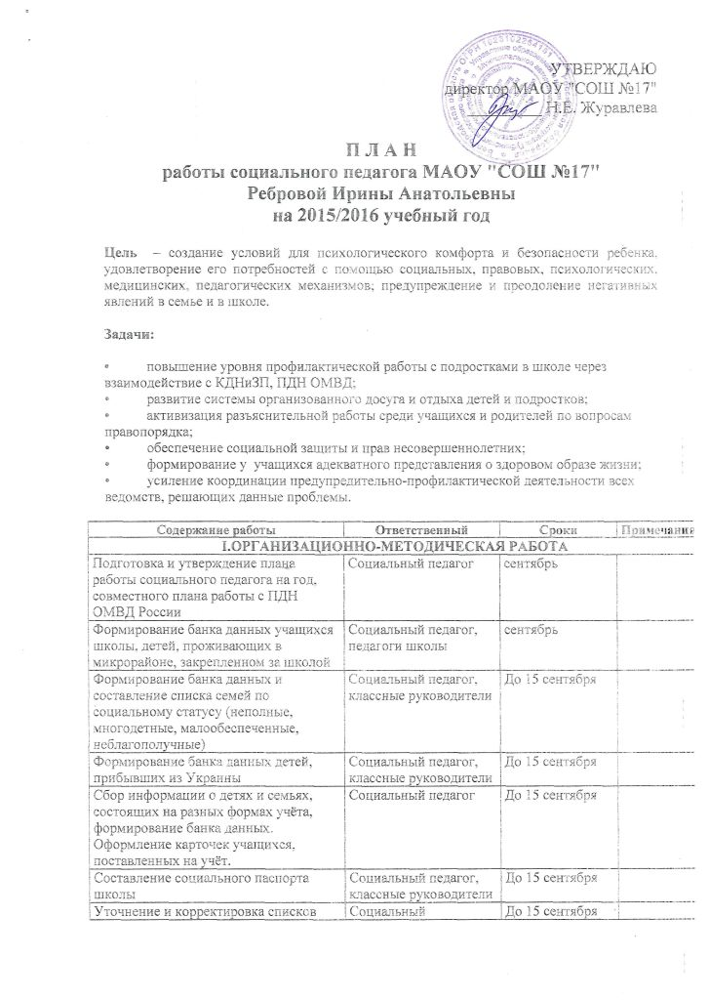 УТВЕРЖДАЮ
директор МАОУ "СОШ №17"
__________ Н.Е. Журавлева
П Л А Н
работы социального педагога МАОУ "СОШ №17"
Ребровой Ирины Анатольевны
на 2015/2016 учебный год
Цель – создание условий для психологического комфорта и безопасности ребенка,
удовлетворение его потребностей с помощью социальных, правовых, психологических,
медицинских, педагогических механизмов; предупреждение и преодоление негативных
явлений в семье и в школе.
Задачи:
• повышение уровня профилактической работы с подростками в школе через
взаимодействие с КДНиЗП, ПДН ОМВД;
• развитие системы организованного досуга и отдыха детей и подростков;
• активизация разъяснительной работы среди учащихся и родителей по вопросам
правопорядка;
• обеспечение социальной защиты и прав несовершеннолетних;
• формирование у учащихся адекватного представления о здоровом образе жизни;
• усиление координации предупредительно-профилактической деятельности всех
ведомств, решающих данные проблемы.
Содержание работы Ответственный Сроки Примечания
I.ОРГАНИЗАЦИОННО-МЕТОДИЧЕСКАЯ РАБОТА
Подготовка и утверждение плана Социальный педагог сентябрь
работы социального педагога на год,
совместного плана работы с ПДН
ОМВД России
Формирование банка данных учащихся Социальный педагог, сентябрь
школы, детей, проживающих в педагоги школы
микрорайоне, закрепленном за школой
Формирование банка данных и Социальный педагог, До 15 сентября
составление списка семей по классные руководители
социальному статусу (неполные,
многодетные, малообеспеченные,
неблагополучные)
Формирование банка данных детей, Социальный педагог, До 15 сентября
прибывших из Украины классные руководители
Сбор информации о детях и семьях, Социальный педагог До 15 сентября
состоящих на разных формах учёта,
формирование банка данных.
Оформление карточек учащихся,
поставленных на учёт.
Составление социального паспорта Социальный педагог, До 15 сентября
школы классные руководители
Уточнение и корректировка списков Социальный До 15 сентября